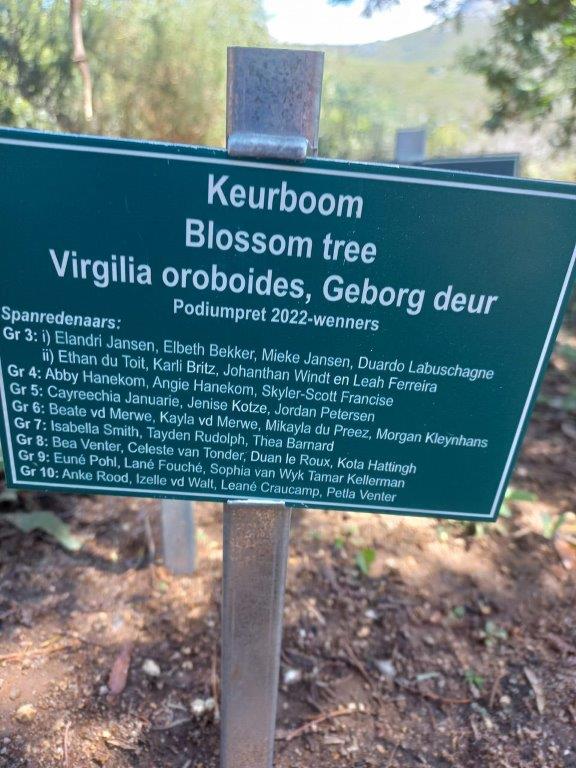 Keurboom
Blossom tree
Virgilia oroboides, Geborg deur
Podiumpret 2022-wenners
Spanredenaars:
Gr 3: i) Elandri Jansen, Elbeth Bekker, Mieke Jansen, Duardo Labuschagne
ii) Ethan du Toit, Karli Britz, Johanthan Windt en Leah Ferreira
Gr 4: Abby Hanekom, Angie Hanekom, Skyler-Scott Francise
Gr 5: Cayreechia Januarie, Jenise Kotze, Jordan Petersen
Gr 6: Beate vd Merwe, Kayla vd Merwe, Mikayla du Preez, Morgan Kleynhans
Gr 7: Isabella Smith, Tayden Rudolph, Thea Barnard
Gr 8: Bea Venter, Celeste van Tonder, Duan le Roux, Kota Hattingh
Gr 9: Euné Pohl, Lané Fouché, Sophia van Wyk Tamar Kellerman
Gr 10: Anke Rood, Izelle vd Walt, Leané Craucamp, Petla Venter